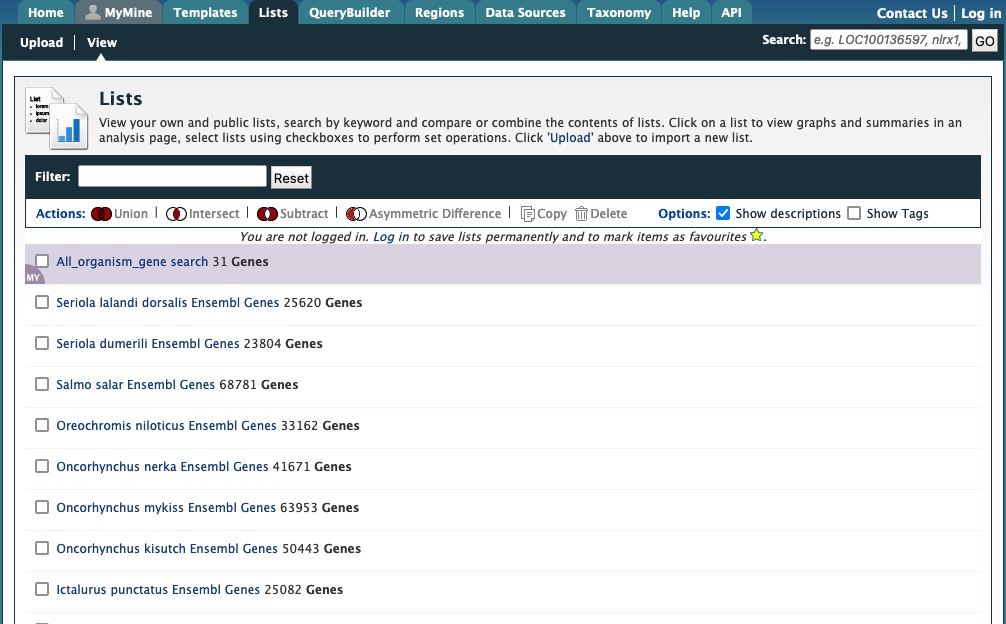 Home MyMine Templates Lists QueryBuilder Regions Data Sources Taxonomy Help API Contact Us | Log in
Upload | View Search: e.g. LOC100136597, nlrx1, GO
List
Lists
View your own and public lists, search by keyword and compare or combine the contents of lists. Click on a list to view graphs and summaries in an
analysis page, select lists using checkboxes to perform set operations. Click 'Upload' above to import a new list.
Filter: Reset
Actions: Union | Intersect | Subtract | Asymmetric Difference | Copy Delete Options: Show descriptions Show Tags
You are not logged in. Log in to save lists permanently and to mark items as favourites .
All_organism_gene search 31 Genes
MY
Seriola lalandi dorsalis Ensembl Genes 25620 Genes
Seriola dumerili Ensembl Genes 23804 Genes
Salmo salar Ensembl Genes 68781 Genes
Oreochromis niloticus Ensembl Genes 33162 Genes
Oncorhynchus nerka Ensembl Genes 41671 Genes
Oncorhynchus mykiss Ensembl Genes 63953 Genes
Oncorhynchus kisutch Ensembl Genes 50443 Genes
Ictalurus punctatus Ensembl Genes 25082 Genes